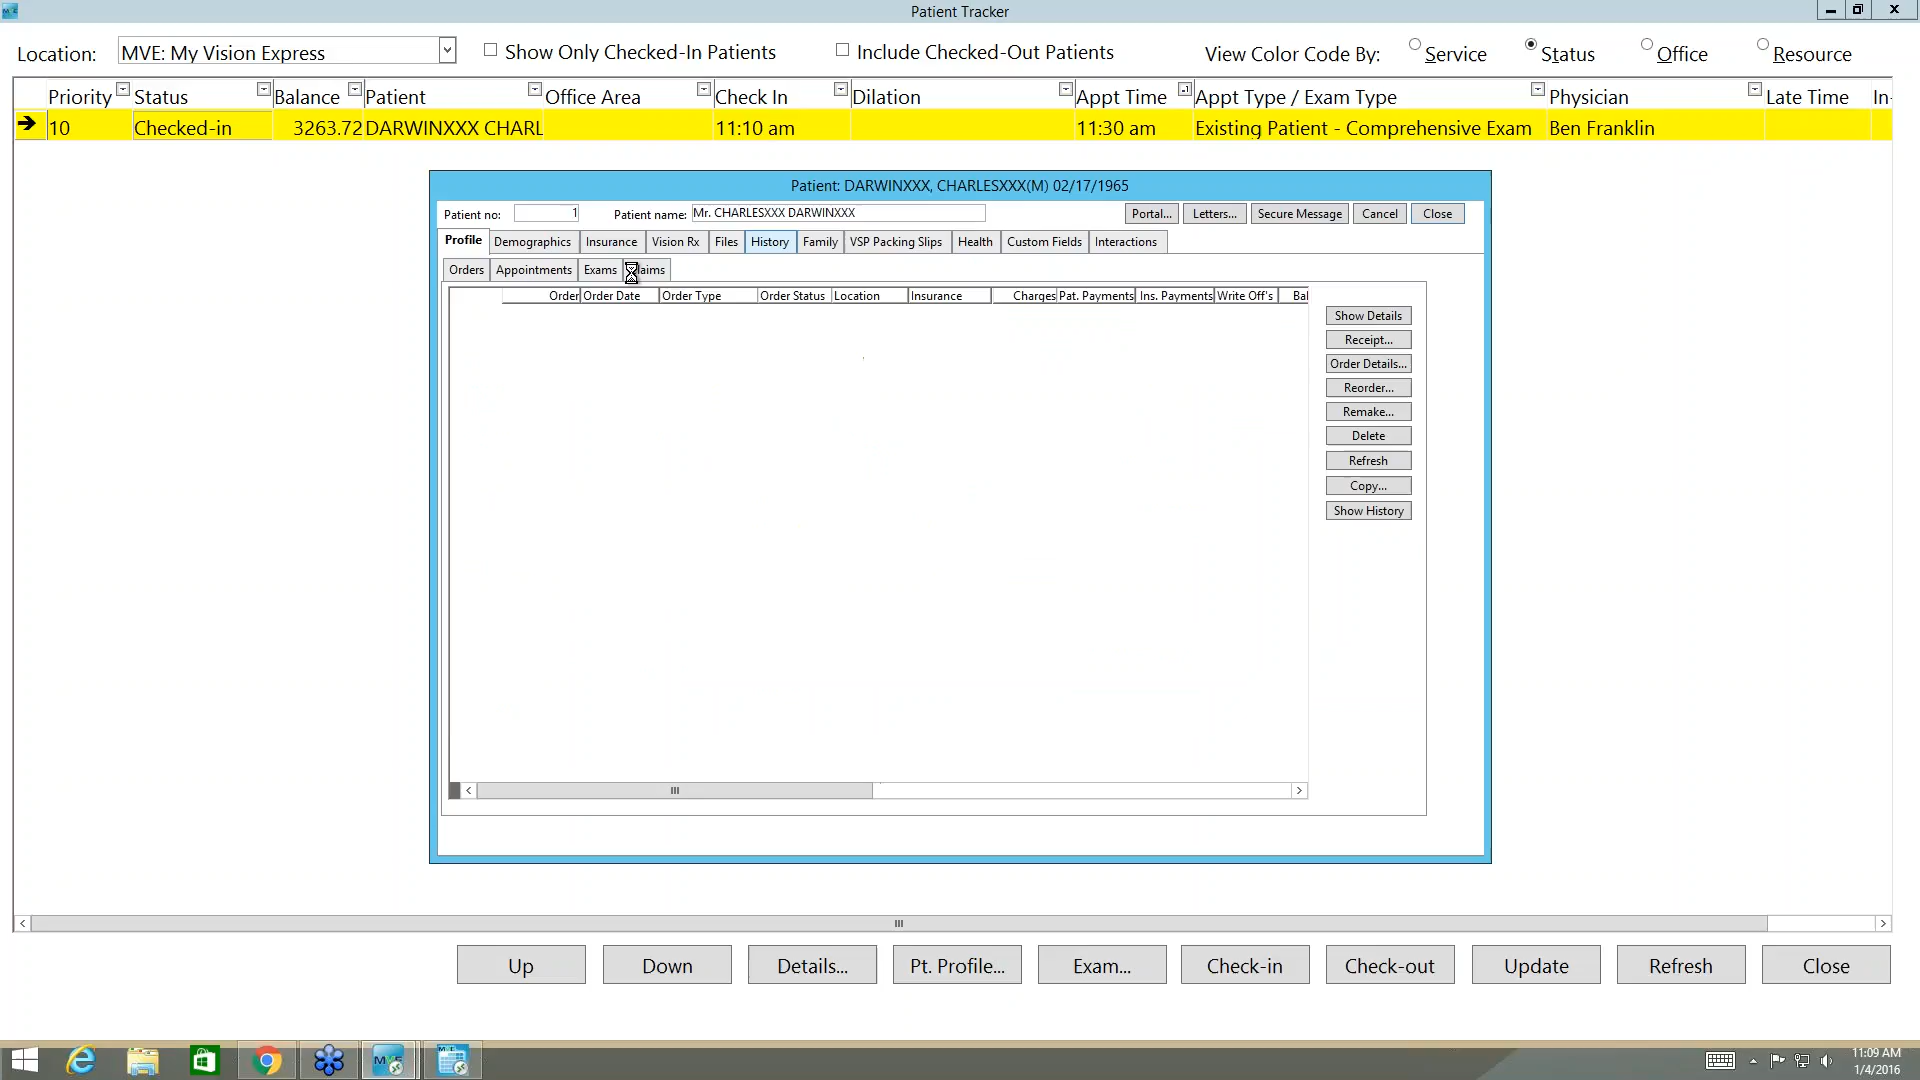 Patient Tracker
Location: MVE: My Vision Express Show Only Checked-In Patients Include Checked-Out Patients View Color Code By: Service Status Office Resource
Priority Status Balance Patient Office Area Check In Dilation Appt Time Appt Type / Exam Type Physician Late Time In-
10 Checked-in 3263.72 DARWINXXX CHARL 11:10 am 11:30 am Existing Patient - Comprehensive Exam Ben Franklin
Patient: DARWINXXX, CHARLESXXX(M) 02/17/1965
Patient no: 1 Patient name: Mr. CHARLESXXX DARWINXXX Portal... Letters... Secure Message Cancel Close
Profile Demographics Insurance Vision Rx Files History Family VSP Packing Slips Health Custom Fields Interactions
Orders Appointments Exams
Order Order Date Order Type Order Status Location Insurance Charges Pat. Payments Ins. Payments Write Off's Bal
Show Details
Receipt...
Order Details...
Reorder...
Remake...
Delete
Refresh
Copy...
Show History
Up Down Details... Pt. Profile... Exam... Check-in Check-out Update Refresh Close
11:09 AM
1/4/2016